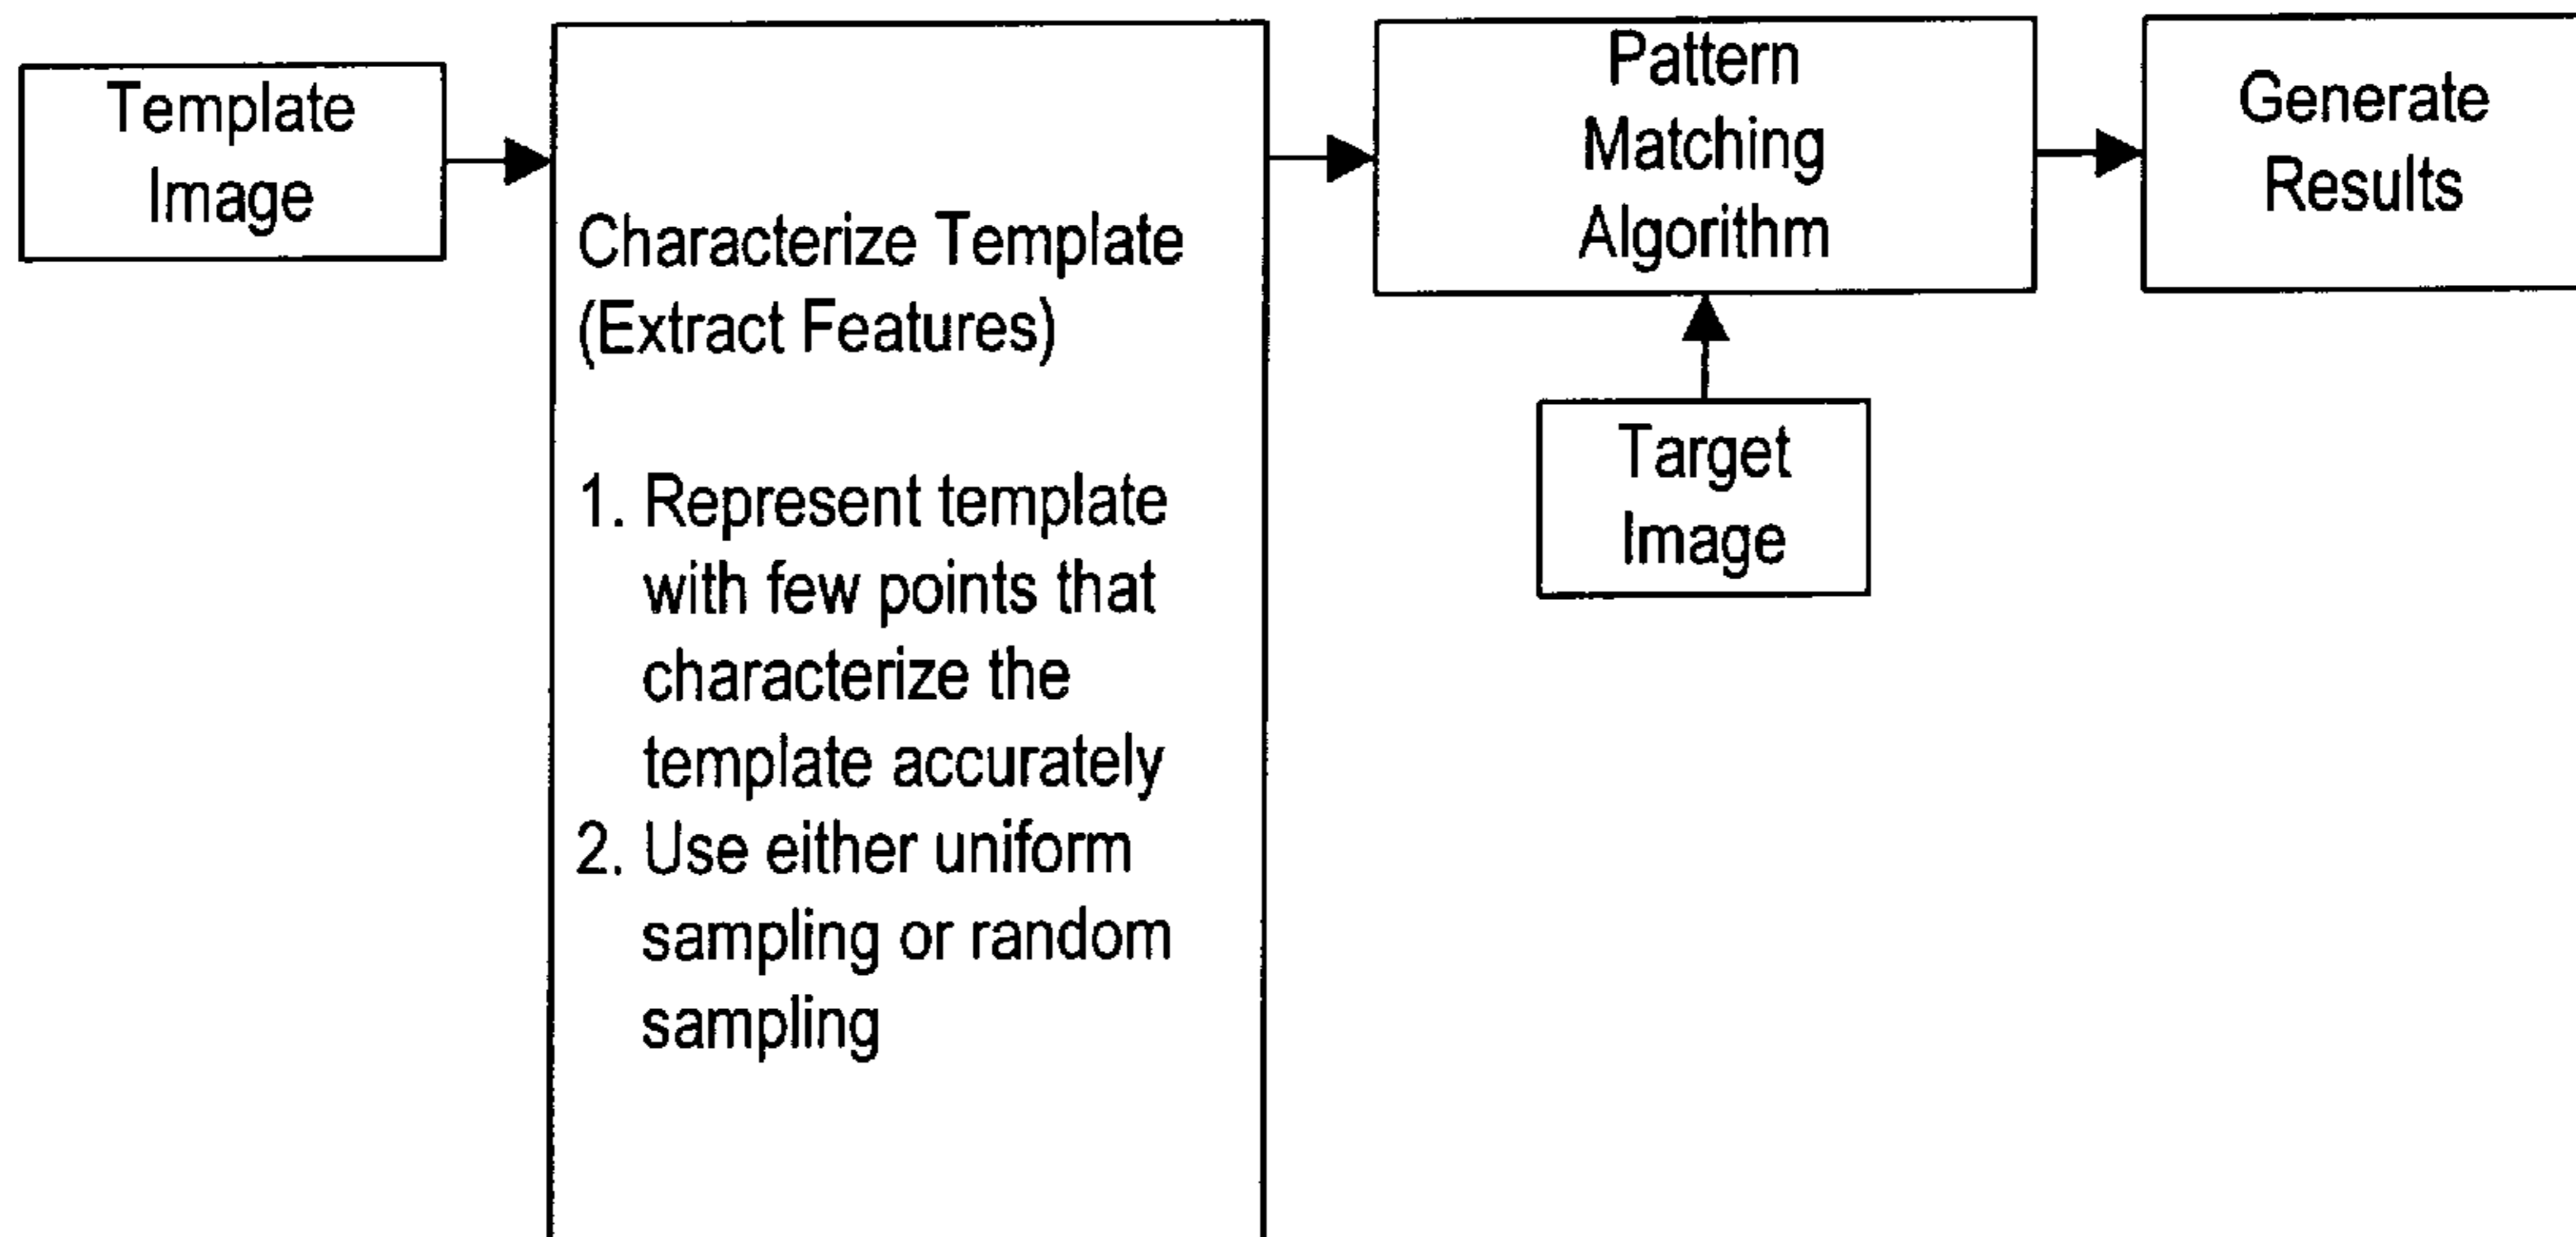 Template
Image
Characterize Template
(Extract Features)
1. Represent template
with few points that
characterize the
template accurately
2. Use either uniform
sampling or random
sampling
Pattern
Matching
Algorithm
Target
Image
Generate
Results